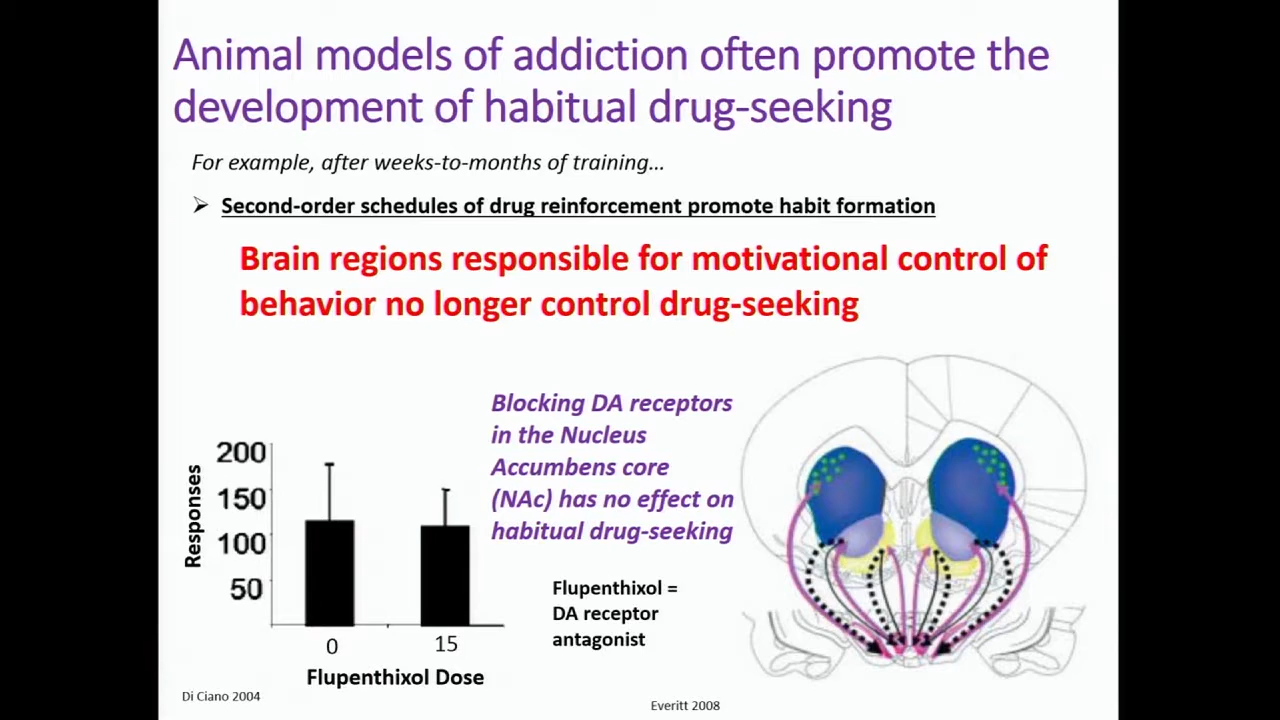 Animal models of addiction often promote the
development of habitual drug-seeking
For example, after weeks-to-months of training…
➢ Second-order schedules of drug reinforcement promote habit formation
Brain regions responsible for motivational control of
behavior no longer control drug-seeking
Blocking DA receptors
in the Nucleus
Accumbens core
(NAc) has no effect on
habitual drug-seeking
Responses
200
150
100
50
0
15
Flupenthixol Dose
Flupenthixol =
DA receptor
antagonist
Di Ciano 2004
Everitt 2008